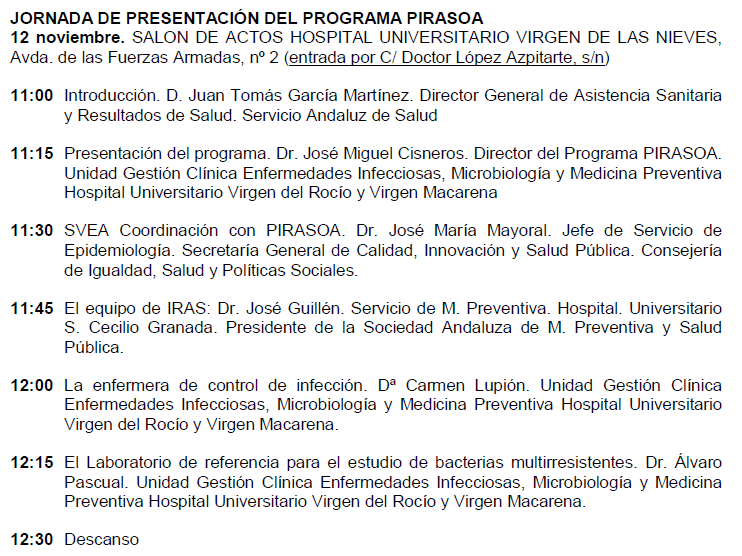 JORNADA DE PRESENTACIÓN DEL PROGRAMA PIRASOA
12 noviembre. SALON DE ACTOS HOSPITAL UNIVERSITARIO VIRGEN DE LAS NIEVES,
Avda. de las Fuerzas Armadas, nº 2 (entrada por C/ Doctor López Azpitarte, s/n)
11:00 Introducción. D. Juan Tomás García Martínez. Director General de Asistencia Sanitaria
y Resultados de Salud. Servicio Andaluz de Salud
11:15 Presentación del programa. Dr. José Miguel Cisneros. Director del Programa PIRASOA.
Unidad Gestión Clínica Enfermedades Infecciosas, Microbiología y Medicina Preventiva
Hospital Universitario Virgen del Rocío y Virgen Macarena
11:30 SVEA Coordinación con PIRASOA. Dr. José María Mayoral. Jefe de Servicio de
Epidemiología. Secretaría General de Calidad, Innovación y Salud Pública. Consejería
de Igualdad, Salud y Políticas Sociales.
11:45 El equipo de IRAS: Dr. José Guillén. Servicio de M. Preventiva. Hospital. Universitario
S. Cecilio Granada. Presidente de la Sociedad Andaluza de M. Preventiva y Salud
Pública.
12:00 La enfermera de control de infección. Dª Carmen Lupión. Unidad Gestión Clínica
Enfermedades Infecciosas, Microbiología y Medicina Preventiva Hospital Universitario
Virgen del Rocío y Virgen Macarena.
12:15 El Laboratorio de referencia para el estudio de bacterias multirresistentes. Dr. Álvaro
Pascual. Unidad Gestión Clínica Enfermedades Infecciosas, Microbiología y Medicina
Preventiva Hospital Universitario Virgen del Rocío y Virgen Macarena.
12:30 Descanso